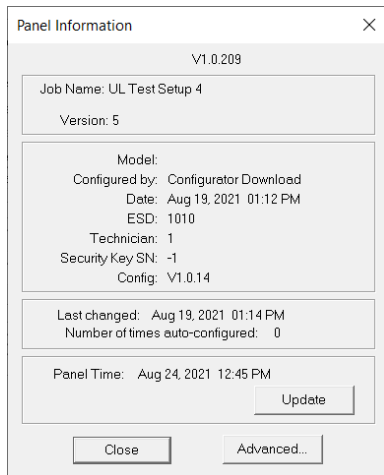 Panel Information
V1.0.209
Job Name: UL Test Setup 4
Version: 5
Model:
Configured by: Configurator Download
Date: Aug 19, 2021 01:12 PM
ESD: 1010
Technician: 1
Security Key SN: -1
Config: V1.0.14
Last changed: Aug 19, 2021 01:14 PM
Number of times auto-configured: 0
Panel Time: Aug 24, 2021 12:45 PM
Update
Close Advanced...